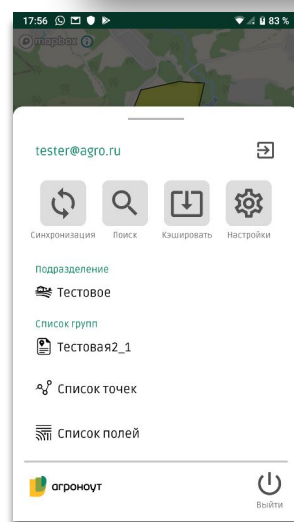 17:56 83 %
mapbox
tester@agro.ru
Синхронизация Поиск Кэшировать Настройки
Подразделение
Тестовое
Список групп
Тестовая2_1
Список точек
Список полей
агроноут
Выйти